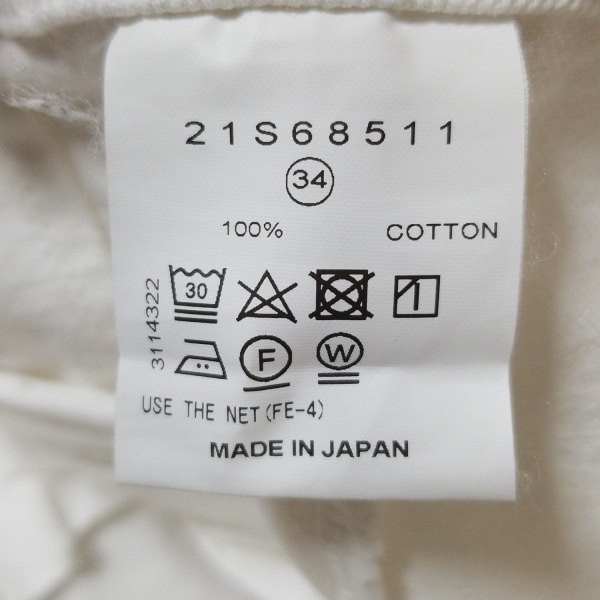 21S68511
34
100% COTTON
3114322
30
F W
USE THE NET (FE-4)
MADE IN JAPAN